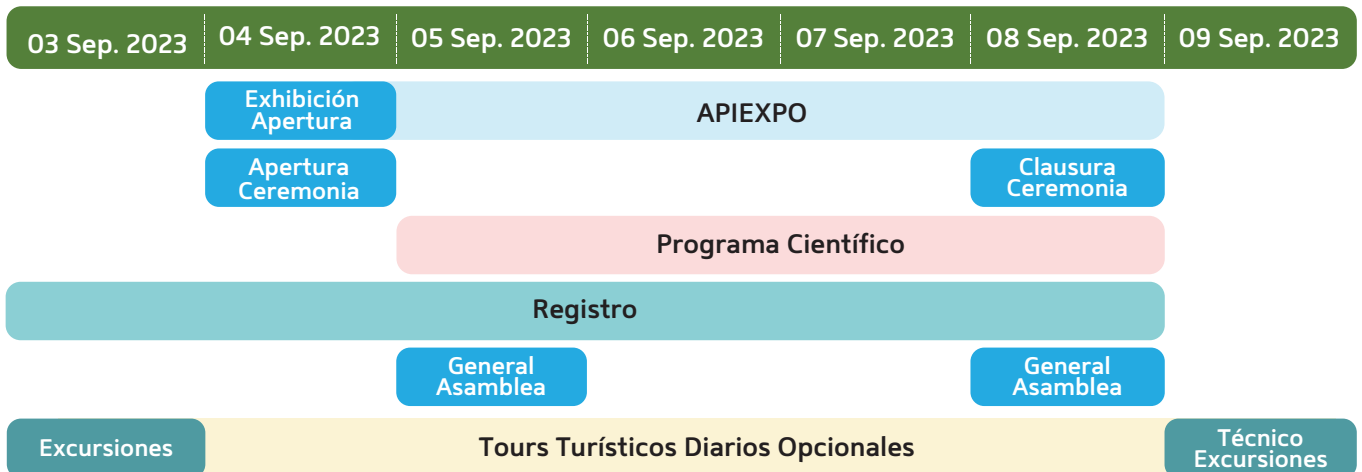 03 Sep. 2023 04 Sep. 2023 05 Sep. 2023 06 Sep. 2023 07 Sep. 2023 08 Sep. 2023 09 Sep. 2023
Exhibición
Apertura
APIEXPO
Apertura
Ceremonia
Clausura
Ceremonia
Programa Científico
Registro
General
Asamblea
General
Asamblea
Excursiones
Tours Turísticos Diarios Opcionales
Técnico
Excursiones